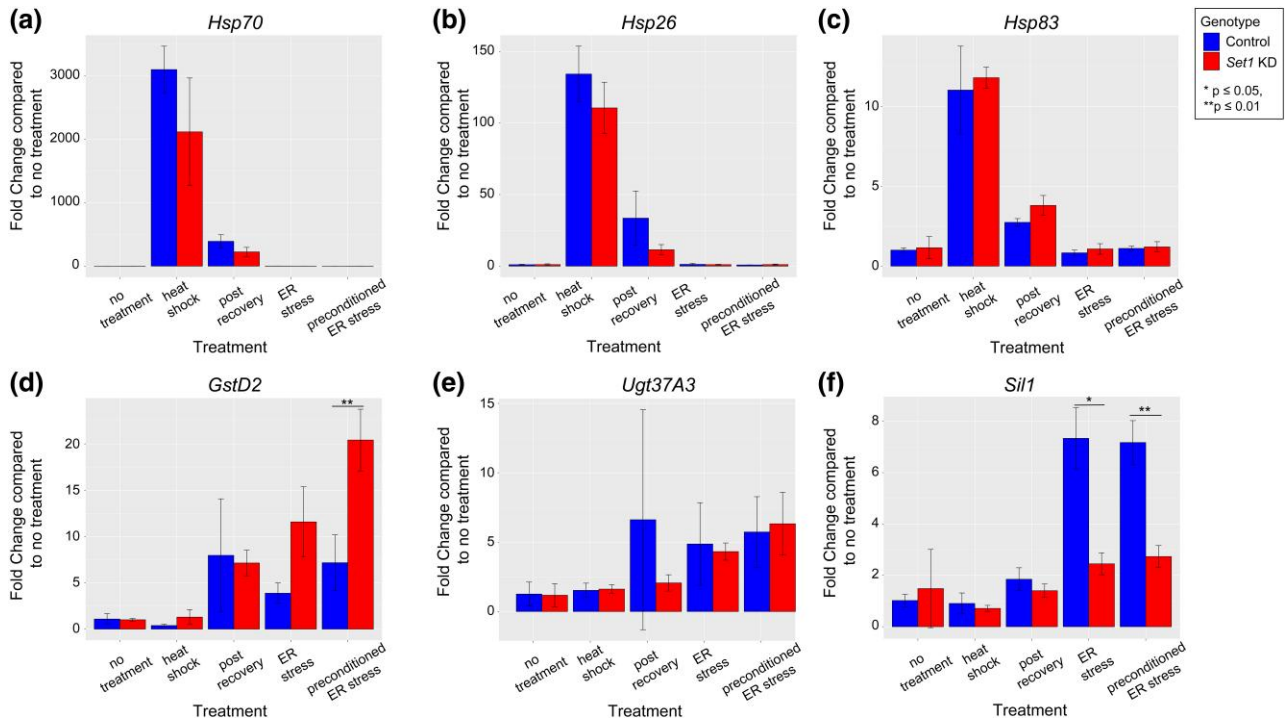 (a)
Hsp70
Fold Change compared
to no treatment
3000
2000
1000
0
no
treatment
heat
shock
post
recovery
ER
stress
preconditioned
ER stress
Treatment
(b)
Hsp26
Fold Change compared
to no treatment
150
100
50
0
no
treatment
heat
shock
post
recovery
ER
stress
preconditioned
ER stress
Treatment
(c)
Hsp83
Fold Change compared
to no treatment
10
5
0
no
treatment
heat
shock
post
recovery
ER
stress
preconditioned
ER stress
Treatment
Genotype
Control
Set1 KD
* p ≤ 0.05,
**p ≤ 0.01
(d)
GstD2
Fold Change compared
to no treatment
20
15
10
5
0
**
no
treatment
heat
shock
post
recovery
ER
stress
preconditioned
ER stress
Treatment
(e)
Ugt37A3
Fold Change compared
to no treatment
15
10
5
0
no
treatment
heat
shock
post
recovery
ER
stress
preconditioned
ER stress
Treatment
(f)
Sil1
Fold Change compared
to no treatment
8
6
4
2
0
*
**
no
treatment
heat
shock
post
recovery
ER
stress
preconditioned
ER stress
Treatment